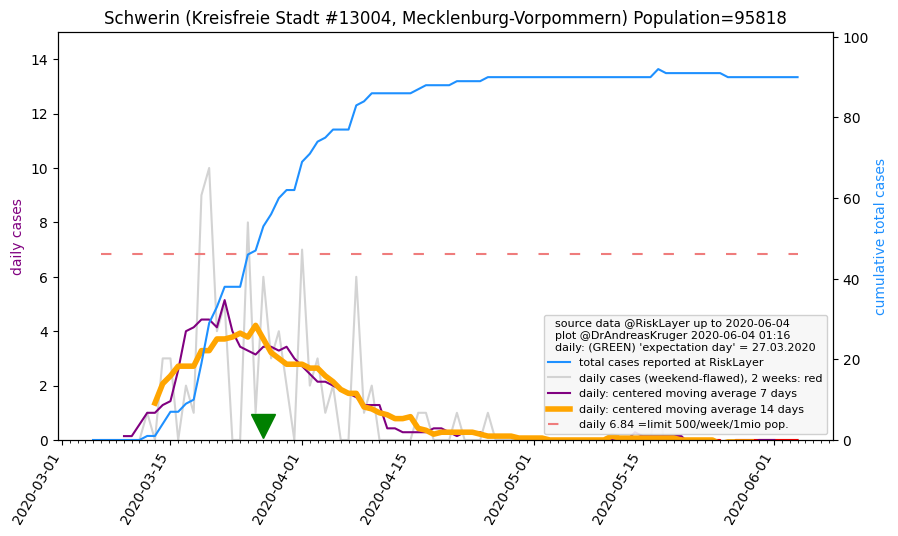 Schwerin (Kreisfreie Stadt #13004, Mecklenburg-Vorpommern) Population=95818
14
12
10
8
6
4
2
0
daily cases
100
80
60
40
20
0
cumulative total cases
source data @RiskLayer up to 2020-06-04
plot @DrAndreasKruger 2020-06-04 01:16
daily: (GREEN) 'expectation day' = 27.03.2020
total cases reported at RiskLayer
daily cases (weekend-flawed), 2 weeks: red
daily: centered moving average 7 days
daily: centered moving average 14 days
daily 6.84 =limit 500/week/1mio pop.
2020-03-01
2020-03-15
2020-04-01
2020-04-15
2020-05-01
2020-05-15
2020-06-01